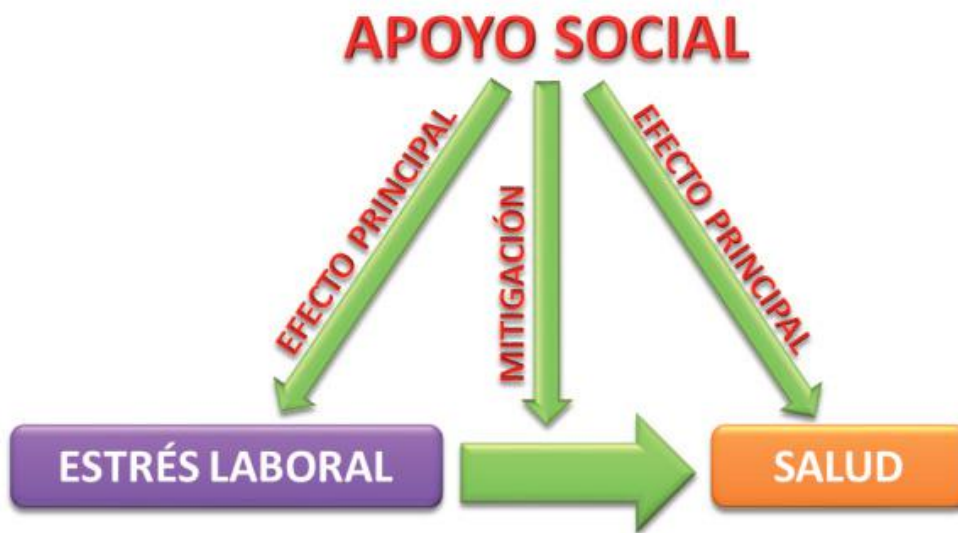 APOYO SOCIAL
EFECTO PRINCIPAL
MITIGACIÓN
EFECTO PRINCIPAL
ESTRÉS LABORAL
SALUD